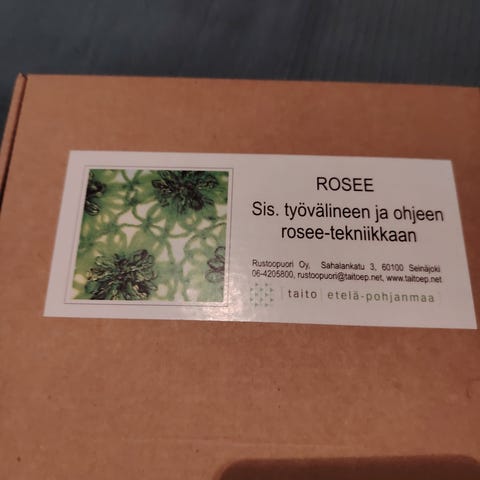 ROSEE
Sis. työvälineen ja ohjeen
rosee-tekniikkaan
Rustoopuori Oy, Sahalankatu 3, 60100 Seinäjoki
06-4205800, rustoopuori@taitoep.net, www.taitoep.net
| taito | etelä-pohjanmaa |